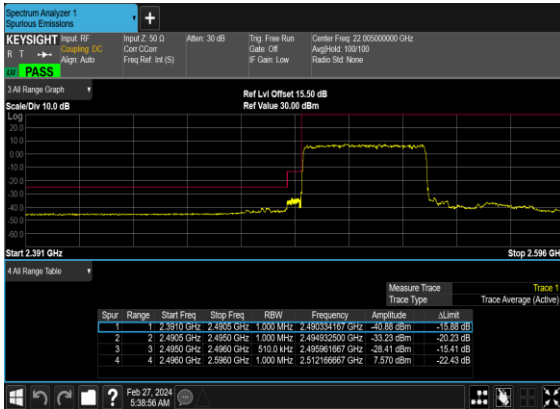 Spectrum Analyzer 1
Spurious Emissions
KEYSIGHT Input: RF Input Z: 50 Ω Atten: 30 dB Trig: Free Run Center Freq: 22.005000000 GHz
R T Coupling: DC Corr CCorr Gate: Off Avg|Hold: 100/100
Align: Auto Freq Ref: Int (S) IF Gain: Low Radio Std: None
LXI PASS
3 All Range Graph
Ref Lvl Offset 15.50 dB
Scale/Div 10.0 dB Ref Value 30.00 dBm
Log
20.0
10.0
0.00
-10.0
-20.0
-30.0
-40.0
-50.0
-60.0
Start 2.391 GHz Stop 2.596 GH
4 All Range Table
Measure Trace Trace 1
Trace Type Trace Average (Active)
Spur Range Start Freq Stop Freq RBW Frequency Amplitude ΔLimit
1 1 2.3910 GHz 2.4905 GHz 1.000 MHz 2.490334167 GHz -40.88 dBm -15.88 dB
2 2 2.4905 GHz 2.4950 GHz 1.000 MHz 2.494932500 GHz -33.23 dBm -20.23 dB
3 3 2.4950 GHz 2.4960 GHz 510.0 kHz 2.495961667 GHz -28.41 dBm -15.41 dB
4 4 2.4960 GHz 2.5960 GHz 1.000 MHz 2.512166667 GHz 7.570 dBm -22.43 dB
Feb 27, 2024
5:38:56 AM